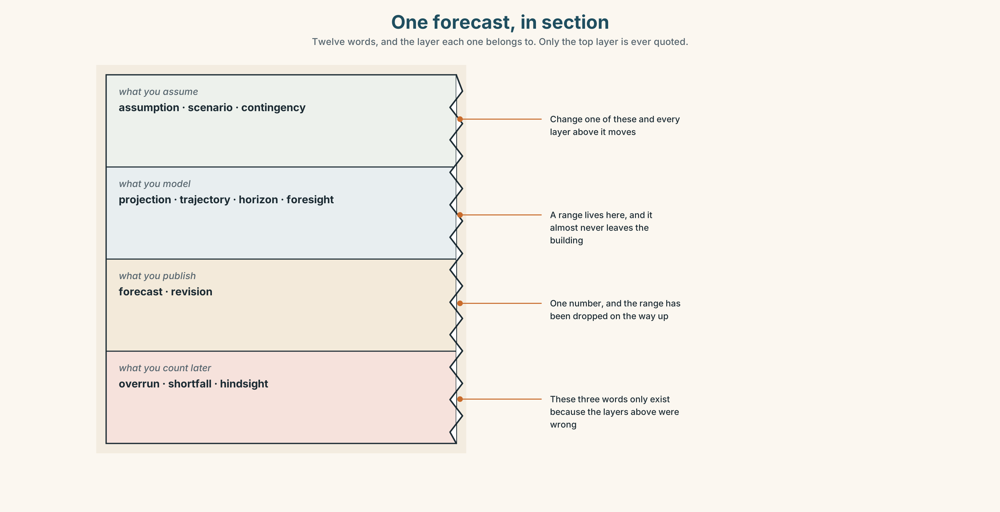 One forecast, in section
Twelve words, and the layer each one belongs to. Only the top layer is ever quoted.
what you assume
assumption · scenario · contingency
Change one of these and every
layer above it moves
what you model
projection · trajectory · horizon · foresight
A range lives here, and it
almost never leaves the
building
what you publish
forecast · revision
One number, and the range has
been dropped on the way up
what you count later
overrun · shortfall · hindsight
These three words only exist
because the layers above were
wrong